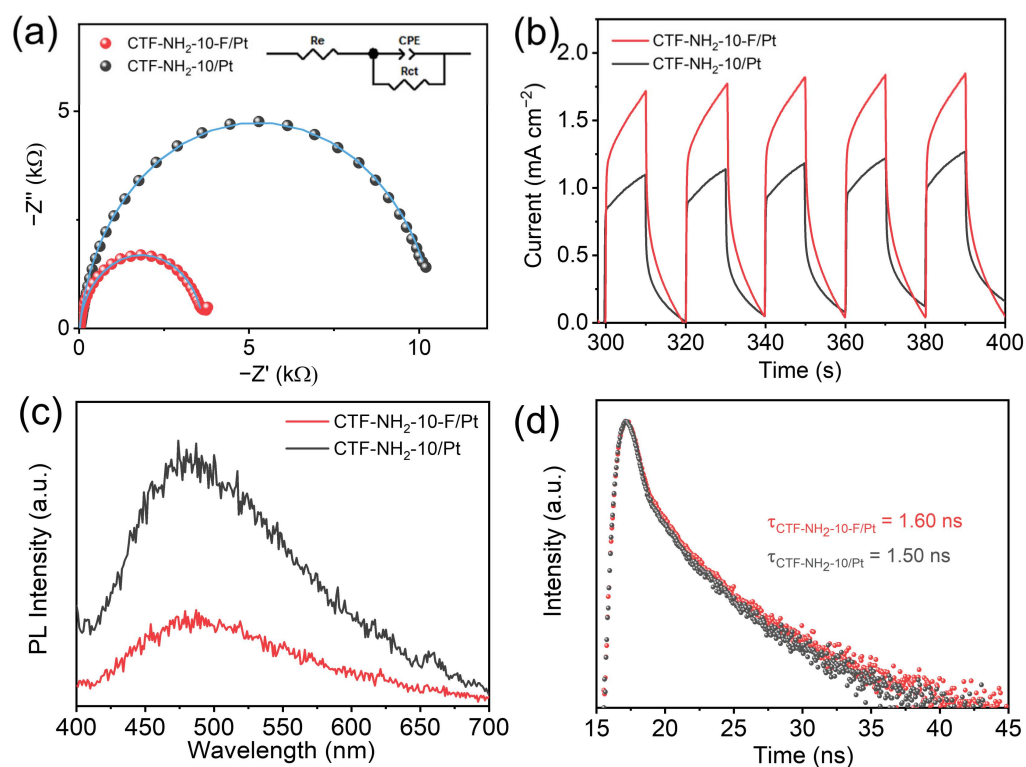 (a)
CTF-NH₂-10-F/Pt
CTF-NH₂-10/Pt
Re
CPE
Rct
−Z'' (kΩ)
5
0
0
5
10
−Z' (kΩ)
(b)
CTF-NH₂-10-F/Pt
CTF-NH₂-10/Pt
Current (mA cm⁻²)
2.0
1.5
1.0
0.5
0.0
300 320 340 360 380 400
Time (s)
(c)
CTF-NH₂-10-F/Pt
CTF-NH₂-10/Pt
PL Intensity (a.u.)
400 450 500 550 600 650 700
Wavelength (nm)
(d)
τCTF-NH₂-10-F/Pt = 1.60 ns
τCTF-NH₂-10/Pt = 1.50 ns
Intensity (a.u.)
15 20 25 30 35 40 45
Time (ns)